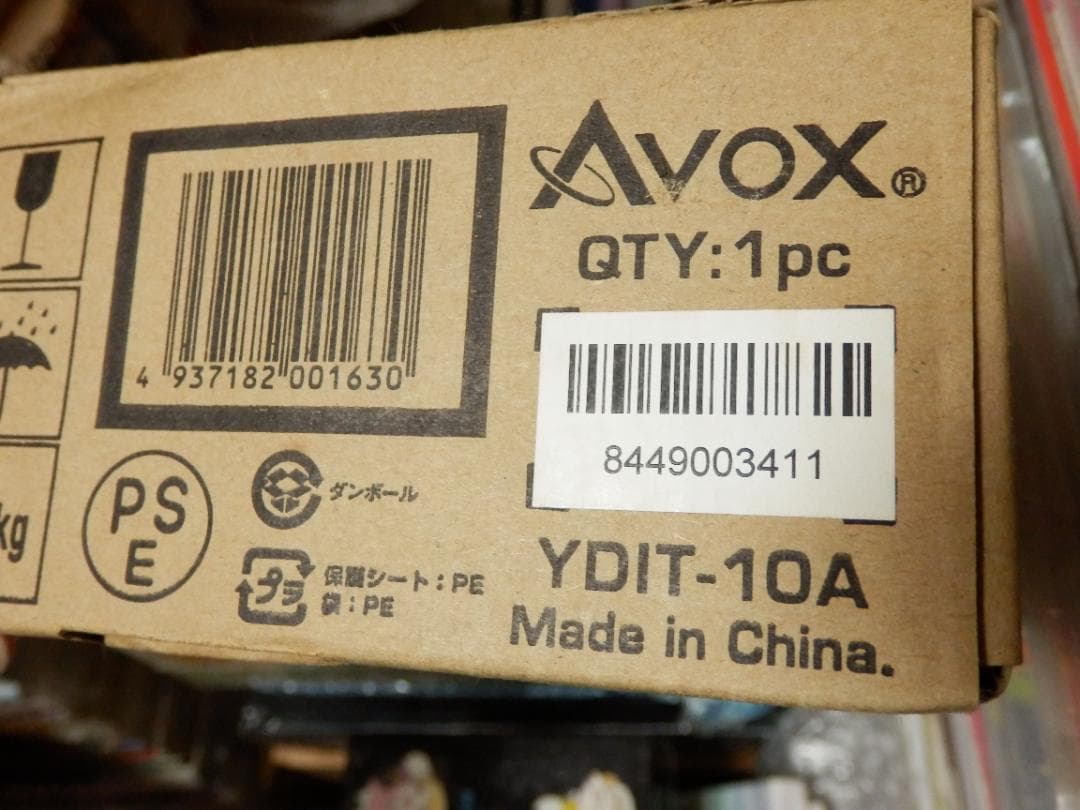 AVOX®
QTY:1pc
4 937182 001630
8449003411
kg
PS
E
ダンボール
プラ
保護シート:PE
袋:PE
YDIT-10A
Made in China.